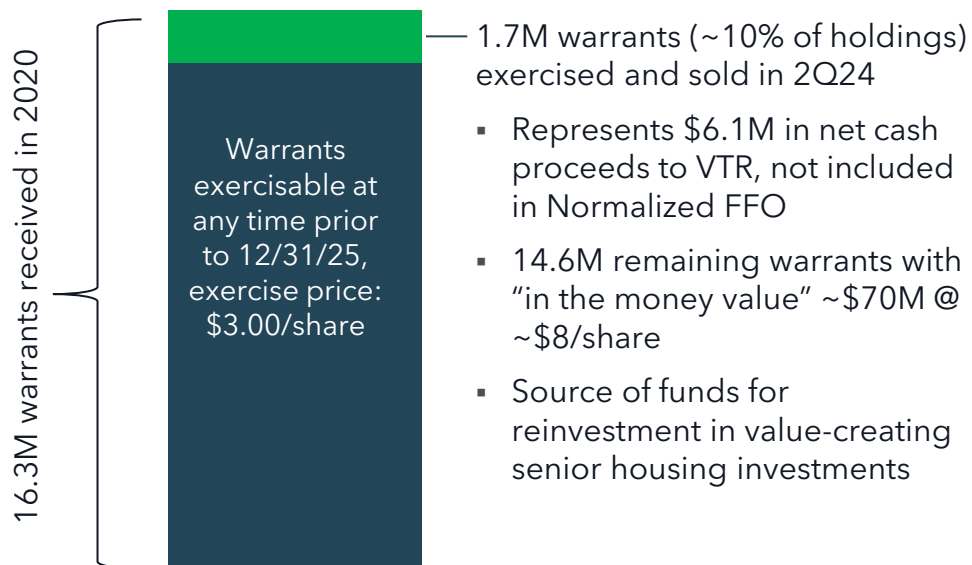 16.3M warrants received in 2020
Warrants
exercisable at
any time prior
to 12/31/25,
exercise price:
$3.00/share
1.7M warrants (~10% of holdings)
exercised and sold in 2Q24
▪ Represents $6.1M in net cash
proceeds to VTR, not included
in Normalized FFO
▪ 14.6M remaining warrants with
“in the money value” ~$70M @
~$8/share
▪ Source of funds for
reinvestment in value-creating
senior housing investments